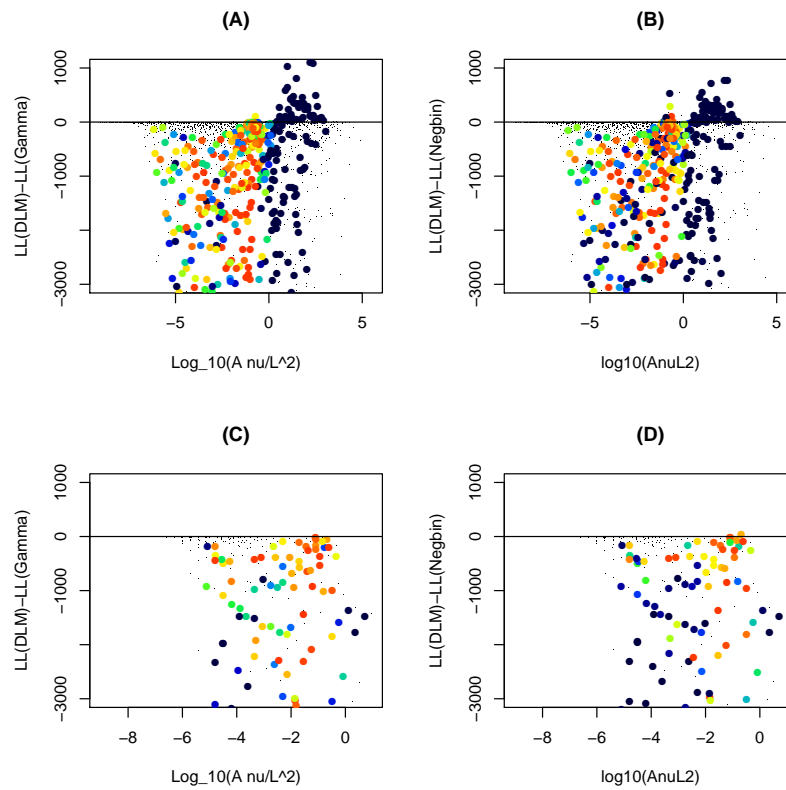 (A)
LL(DLM)−LL(Gamma)
1000
0
−1000
−3000
−5
0
5
Log_10(A nu/L^2)
(B)
LL(DLM)−LL(Negbin)
1000
0
−1000
−3000
−5
0
5
log10(AnuL2)
(C)
LL(DLM)−LL(Gamma)
1000
0
−1000
−3000
−8
−6
−4
−2
0
Log_10(A nu/L^2)
(D)
LL(DLM)−LL(Negbin)
1000
0
−1000
−3000
−8
−6
−4
−2
0
log10(AnuL2)